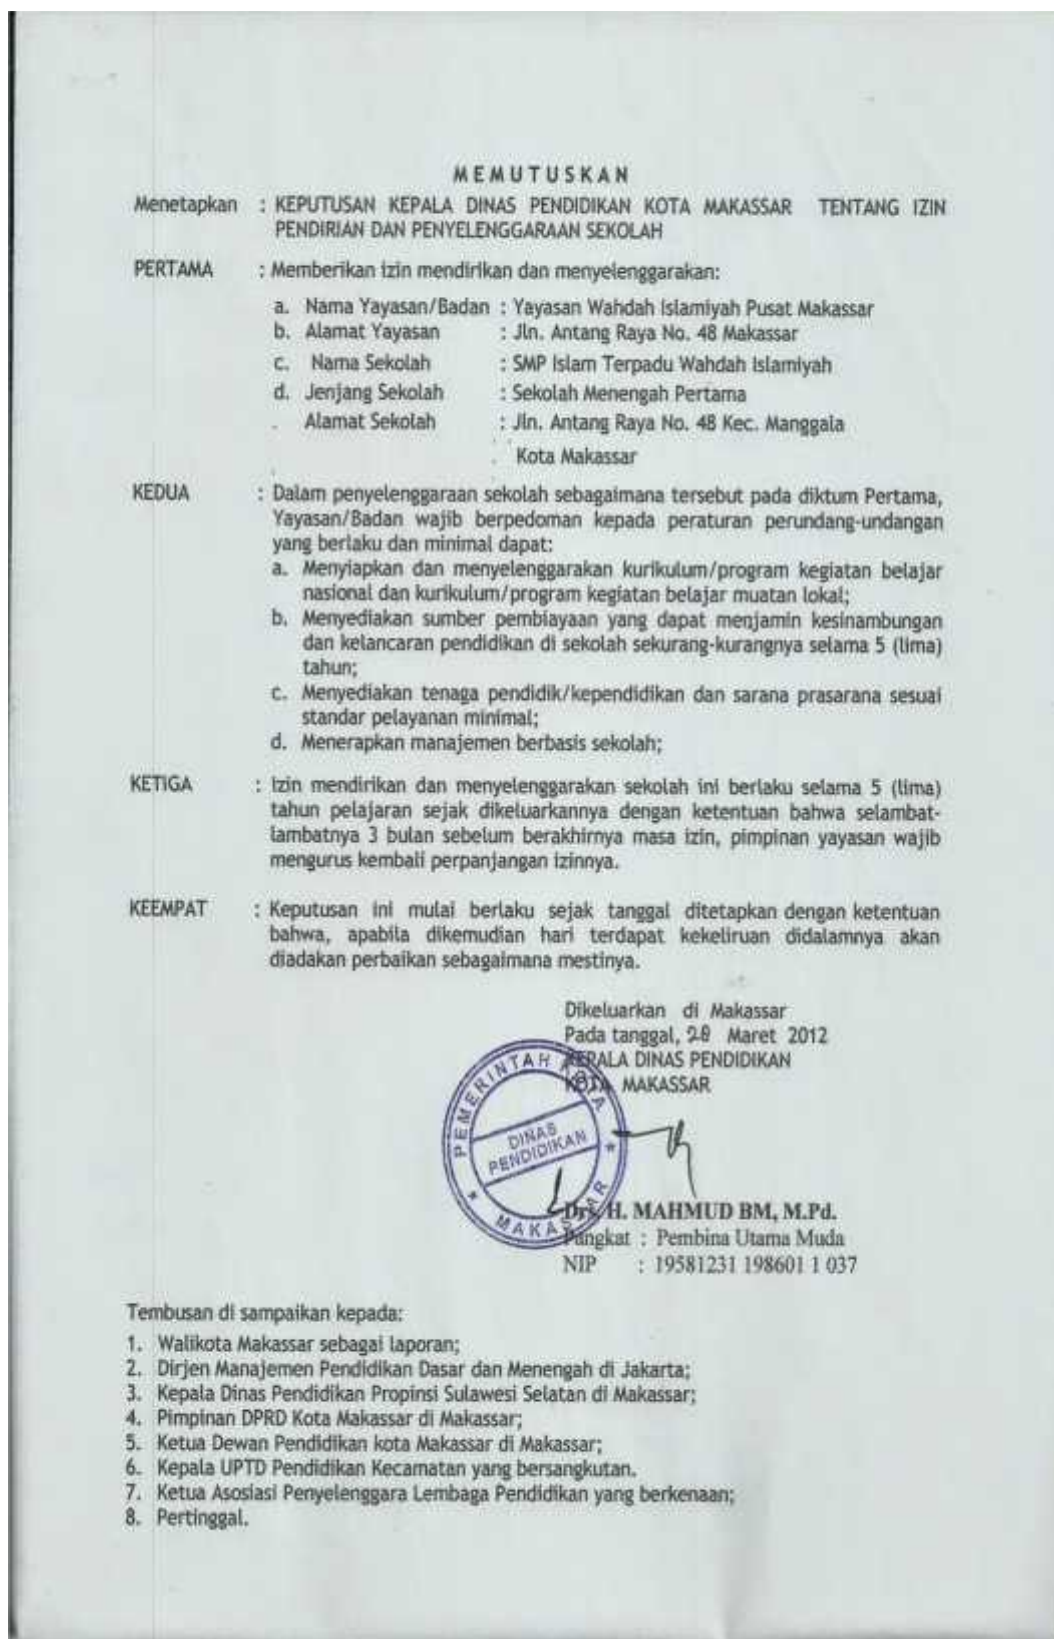 MEMUTUSKAN
Menetapkan : KEPUTUSAN KEPALA DINAS PENDIDIKAN KOTA MAKASSAR TENTANG IZIN
PENDIRIAN DAN PENYELENGGARAAN SEKOLAH
PERTAMA : Memberikan izin mendirikan dan menyelenggarakan:
a. Nama Yayasan/Badan : Yayasan Wahdah Islamiyah Pusat Makassar
b. Alamat Yayasan : Jln. Antang Raya No. 48 Makassar
c. Nama Sekolah : SMP Islam Terpadu Wahdah Islamiyah
d. Jenjang Sekolah : Sekolah Menengah Pertama
Alamat Sekolah : Jln. Antang Raya No. 48 Kec. Manggala
Kota Makassar
KEDUA : Dalam penyelenggaraan sekolah sebagaimana tersebut pada diktum Pertama,
Yayasan/Badan wajib berpedoman kepada peraturan perundang-undangan
yang berlaku dan minimal dapat:
a. Menyiapkan dan menyelenggarakan kurikulum/program kegiatan belajar
nasional dan kurikulum/program kegiatan belajar muatan lokal;
b. Menyediakan sumber pembiayaan yang dapat menjamin kesinambungan
dan kelancaran pendidikan di sekolah sekurang-kurangnya selama 5 (lima)
tahun;
c. Menyediakan tenaga pendidik/kependidikan dan sarana prasarana sesuai
standar pelayanan minimal;
d. Menerapkan manajemen berbasis sekolah;
KETIGA : Izin mendirikan dan menyelenggarakan sekolah ini berlaku selama 5 (lima)
tahun pelajaran sejak dikeluarkannya dengan ketentuan bahwa selambat-
lambatnya 3 bulan sebelum berakhirnya masa izin, pimpinan yayasan wajib
mengurus kembali perpanjangan izinnya.
KEEMPAT : Keputusan ini mulai berlaku sejak tanggal ditetapkan dengan ketentuan
bahwa, apabila dikemudian hari terdapat kekeliruan didalamnya akan
diadakan perbaikan sebagaimana mestinya.
Dikeluarkan di Makassar
Pada tanggal, 28 Maret 2012
KEPALA DINAS PENDIDIKAN
KOTA MAKASSAR
PEMERINTAH KOTA
DINAS
PENDIDIKAN
MAKASSAR
Drs. H. MAHMUD BM, M.Pd.
Pangkat : Pembina Utama Muda
NIP : 19581231 198601 1 037
Tembusan di sampaikan kepada:
1. Walikota Makassar sebagai laporan;
2. Dirjen Manajemen Pendidikan Dasar dan Menengah di Jakarta;
3. Kepala Dinas Pendidikan Propinsi Sulawesi Selatan di Makassar;
4. Pimpinan DPRD Kota Makassar di Makassar;
5. Ketua Dewan Pendidikan kota Makassar di Makassar;
6. Kepala UPTD Pendidikan Kecamatan yang bersangkutan.
7. Ketua Asosiasi Penyelenggara Lembaga Pendidikan yang berkenaan;
8. Pertinggal.